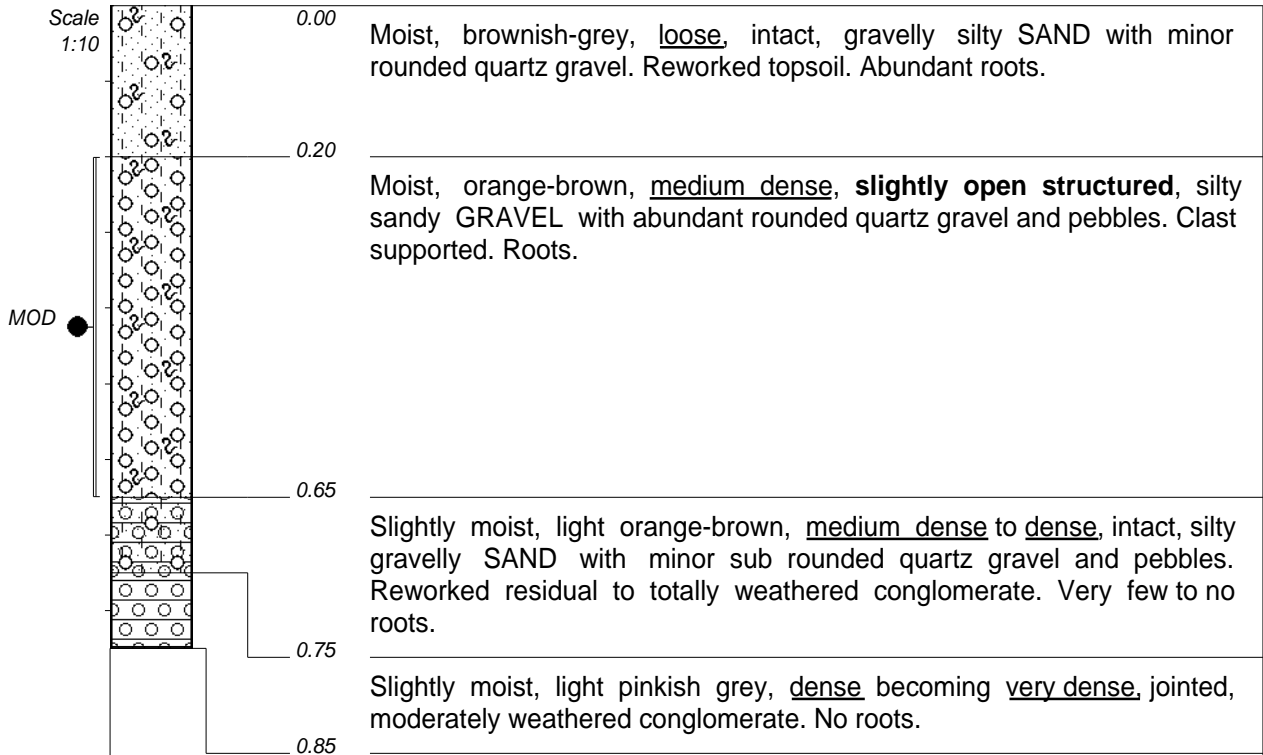 Scale
1:10
0.00
Moist, brownish-grey, loose, intact, gravelly silty SAND with minor
rounded quartz gravel. Reworked topsoil. Abundant roots.
0.20
Moist, orange-brown, medium dense, slightly open structured, silty
sandy GRAVEL with abundant rounded quartz gravel and pebbles. Clast
supported. Roots.
MOD
0.65
Slightly moist, light orange-brown, medium dense to dense, intact, silty
gravelly SAND with minor sub rounded quartz gravel and pebbles.
Reworked residual to totally weathered conglomerate. Very few to no
roots.
0.75
Slightly moist, light pinkish grey, dense becoming very dense, jointed,
moderately weathered conglomerate. No roots.
0.85